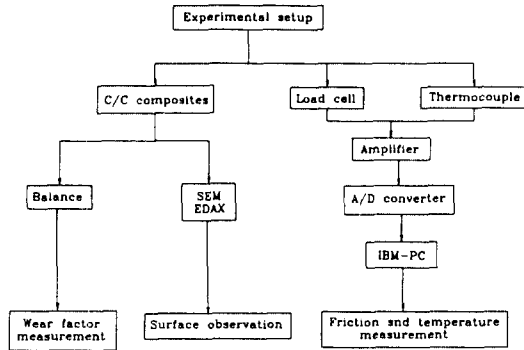 Experimental setup
C/C composites
Load cell
Thermocouple
Amplifier
Balance
SEM
EDAX
A/D converter
IBM-PC
Wear factor
measurement
Surface observation
Friction snd temperature
measurement